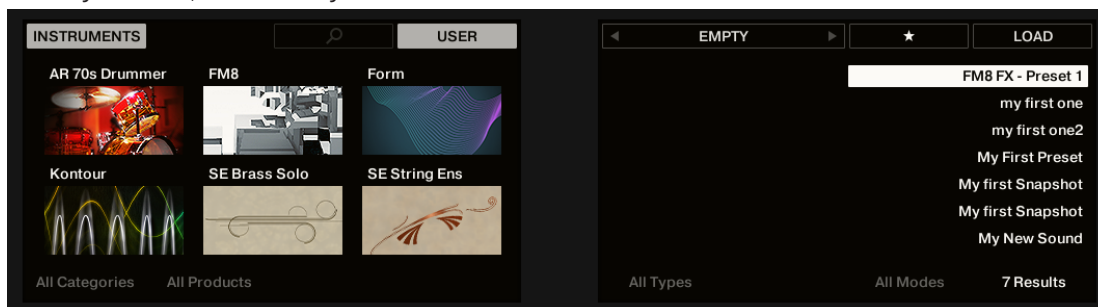 INSTRUMENTS USER
AR 70s Drummer FM8 Form
Kontour SE Brass Solo SE String Ens
All Categories All Products
EMPTY LOAD
FM8 FX - Preset 1
my first one
my first one2
My First Preset
My first Snapshot
My first Snapshot
My New Sound
All Types All Modes 7 Results